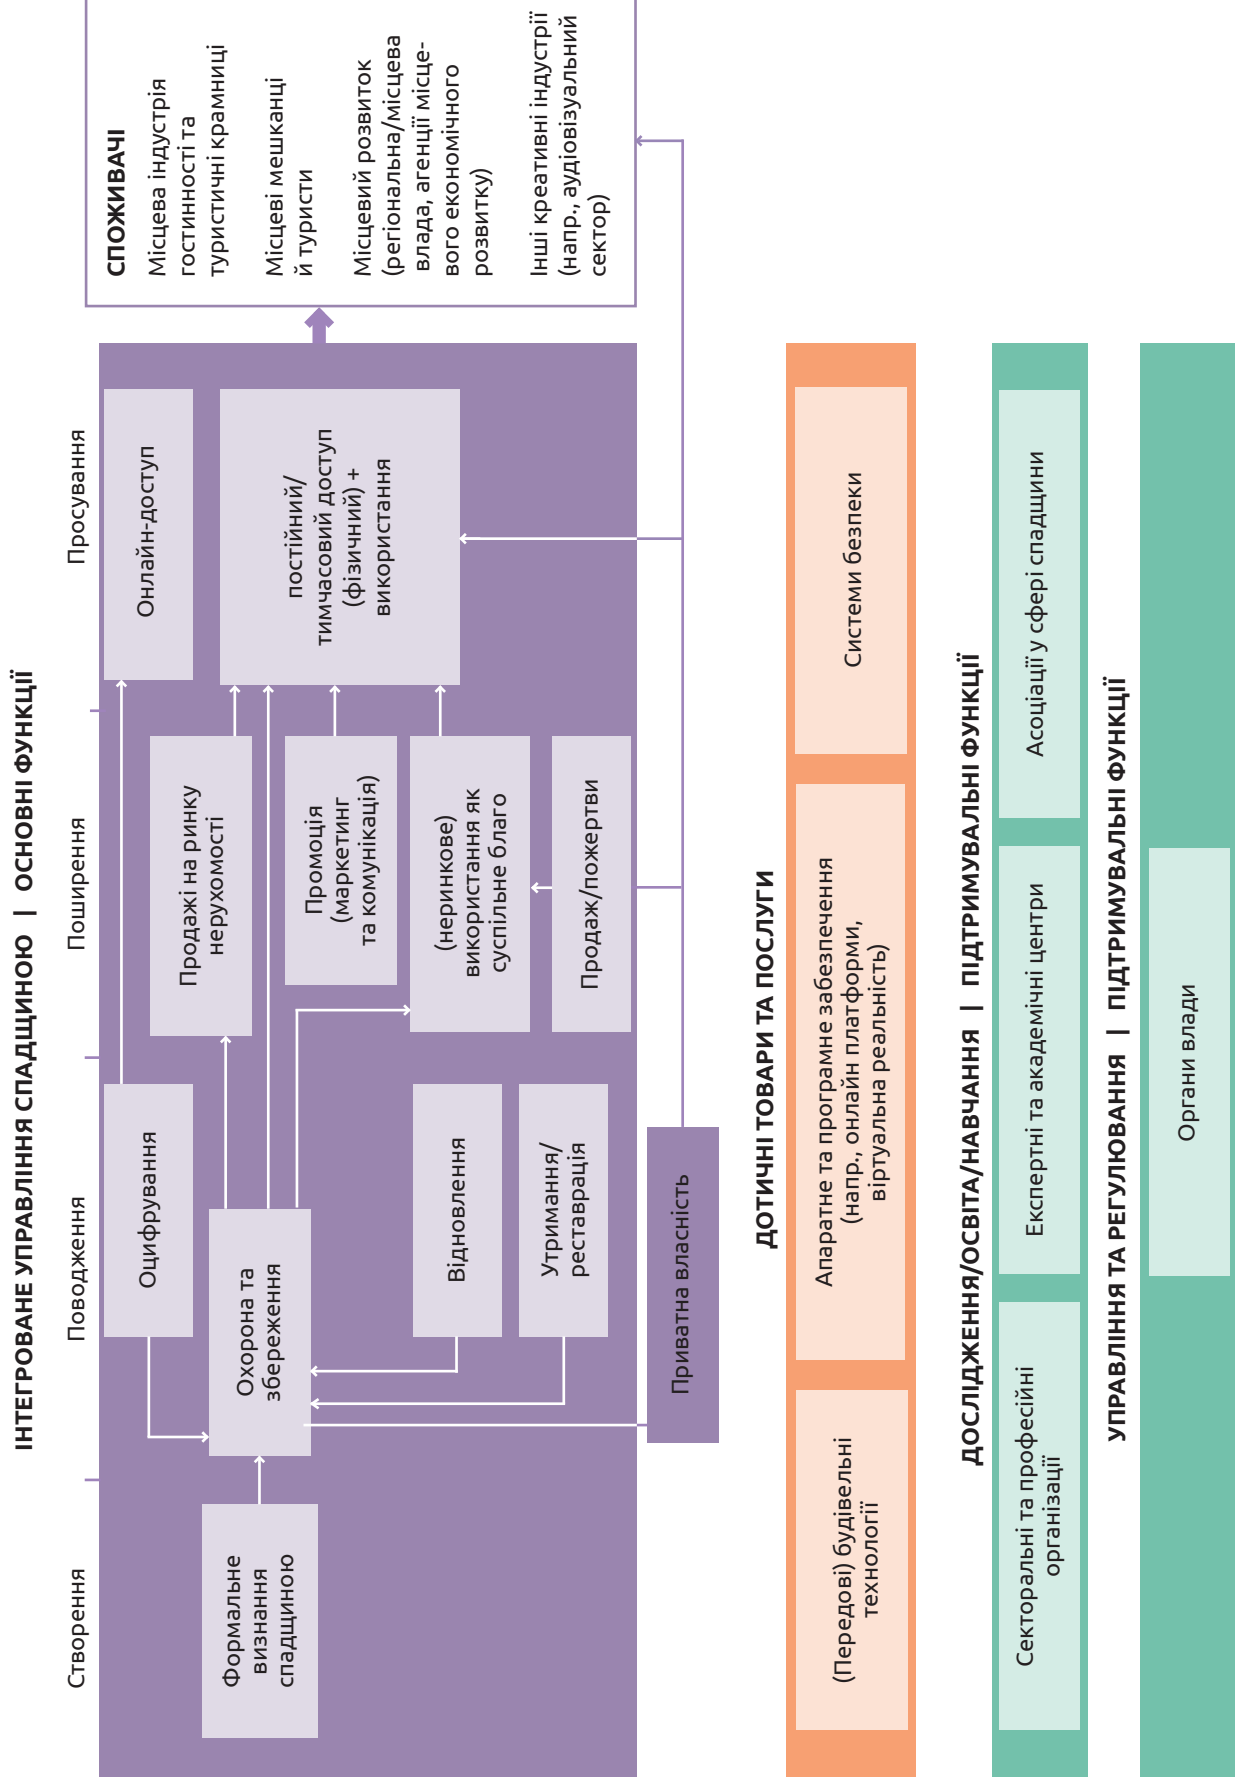 ІНТЕГРОВАНЕ УПРАВЛІННЯ СПАДЩИНОЮ | ОСНОВНІ ФУНКЦІЇ
Створення
Поводження
Поширення
Просування
Формальне
визнання
спадщиною
Оцифрування
Охорона та
збереження
Відновлення
Утримання/
реставрація
Приватна власність
Продажі на ринку
нерухомості
Промоція
(маркетинг
та комунікація)
(неринкове)
використання як
суспільне благо
Продаж/пожертви
Онлайн-доступ
постійний/
тимчасовий доступ
(фізичний) +
використання
СПОЖИВАЧІ
Місцева індустрія
гостинності та
туристичні крамниці
Місцеві мешканці
й туристи
Місцевий розвиток
(регіональна/місцева
влада, агенції місце-
вого економічного
розвитку)
Інші креативні індустрії
(напр., аудіовізуальний
сектор)
ДОТИЧНІ ТОВАРИ ТА ПОСЛУГИ
(Передові) будівельні
технології
Апаратне та програмне забезпечення
(напр., онлайн платформи,
віртуальна реальність)
Системи безпеки
ДОСЛІДЖЕННЯ/ОСВІТА/НАВЧАННЯ | ПІДТРИМУВАЛЬНІ ФУНКЦІЇ
Секторальні та професійні
організації
Експертні та академічні центри
Асоціації у сфері спадщини
УПРАВЛІННЯ ТА РЕГУЛЮВАННЯ | ПІДТРИМУВАЛЬНІ ФУНКЦІЇ
Органи влади